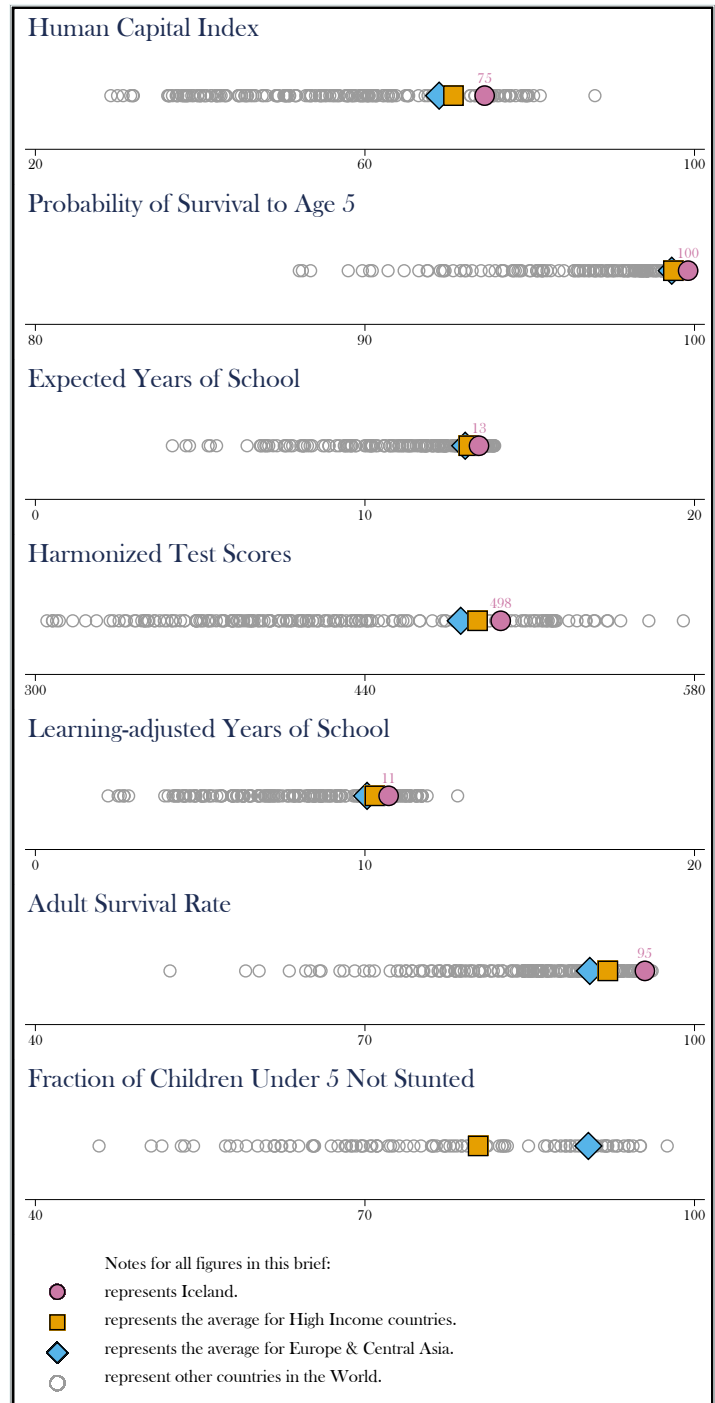 Human Capital Index
75
20 60 100
Probability of Survival to Age 5
100
80 90 100
Expected Years of School
13
0 10 20
Harmonized Test Scores
498
300 440 580
Learning-adjusted Years of School
11
0 10 20
Adult Survival Rate
95
40 70 100
Fraction of Children Under 5 Not Stunted
40 70 100
Notes for all figures in this brief:
represents Iceland.
represents the average for High Income countries.
represents the average for Europe & Central Asia.
represent other countries in the World.